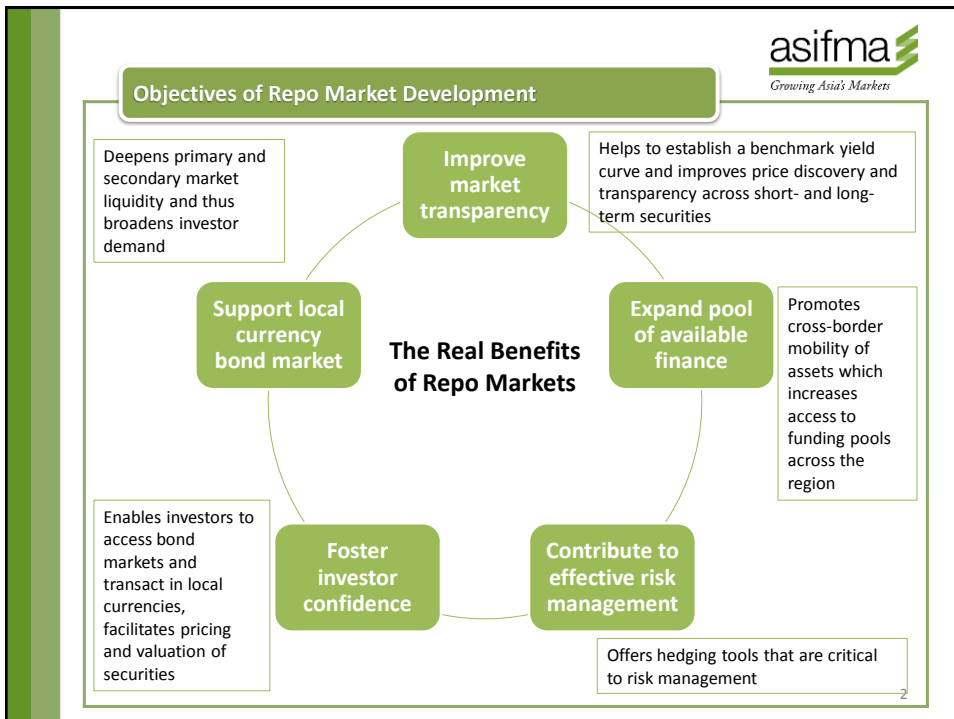 asifma
Growing Asia's Markets
Objectives of Repo Market Development
Deepens primary and
secondary market
liquidity and thus
broadens investor
demand
Improve
market
transparency
Helps to establish a benchmark yield
curve and improves price discovery and
transparency across short- and long-
term securities
Support local
currency
bond market
The Real Benefits
of Repo Markets
Expand pool
of available
finance
Promotes
cross-border
mobility of
assets which
increases
access to
funding pools
across the
region
Enables investors to
access bond
markets and
transact in local
currencies,
facilitates pricing
and valuation of
securities
Foster
investor
confidence
Contribute to
effective risk
management
Offers hedging tools that are critical
to risk management
2